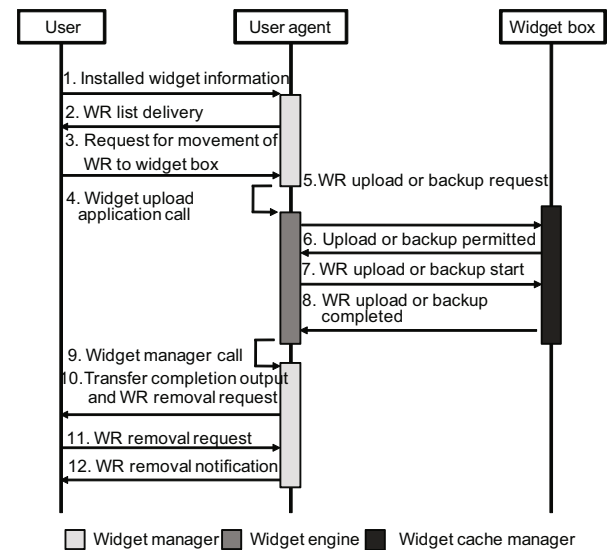 User
User agent
Widget box
1. Installed widget information
2. WR list delivery
3. Request for movement of
WR to widget box
4. Widget upload
application call
5.WR upload or backup request
6. Upload or backup permitted
7. WR upload or backup start
8. WR upload or backup
completed
9. Widget manager call
10.Transfer completion output
and WR removal request
11. WR removal request
12. WR removal notification
Widget manager
Widget engine
Widget cache manager